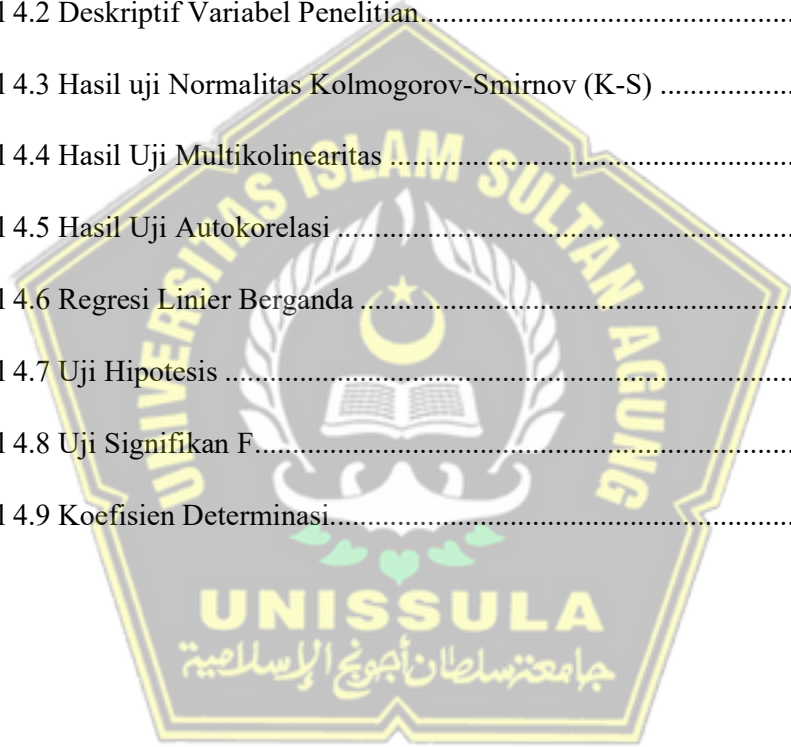 l 4.2 Deskriptif Variabel Penelitian
l 4.3 Hasil uji Normalitas Kolmogorov-Smirnov (K-S)
l 4.4 Hasil Uji Multikolinearitas
l 4.5 Hasil Uji Autokorelasi
l 4.6 Regresi Linier Berganda
l 4.7 Uji Hipotesis
l 4.8 Uji Signifikan F
l 4.9 Koefisien Determinasi
UNIVERSITAS ISLAM SULTAN AGUNG
UNISSULA
جامعة سلطان أجونج الإسلامية